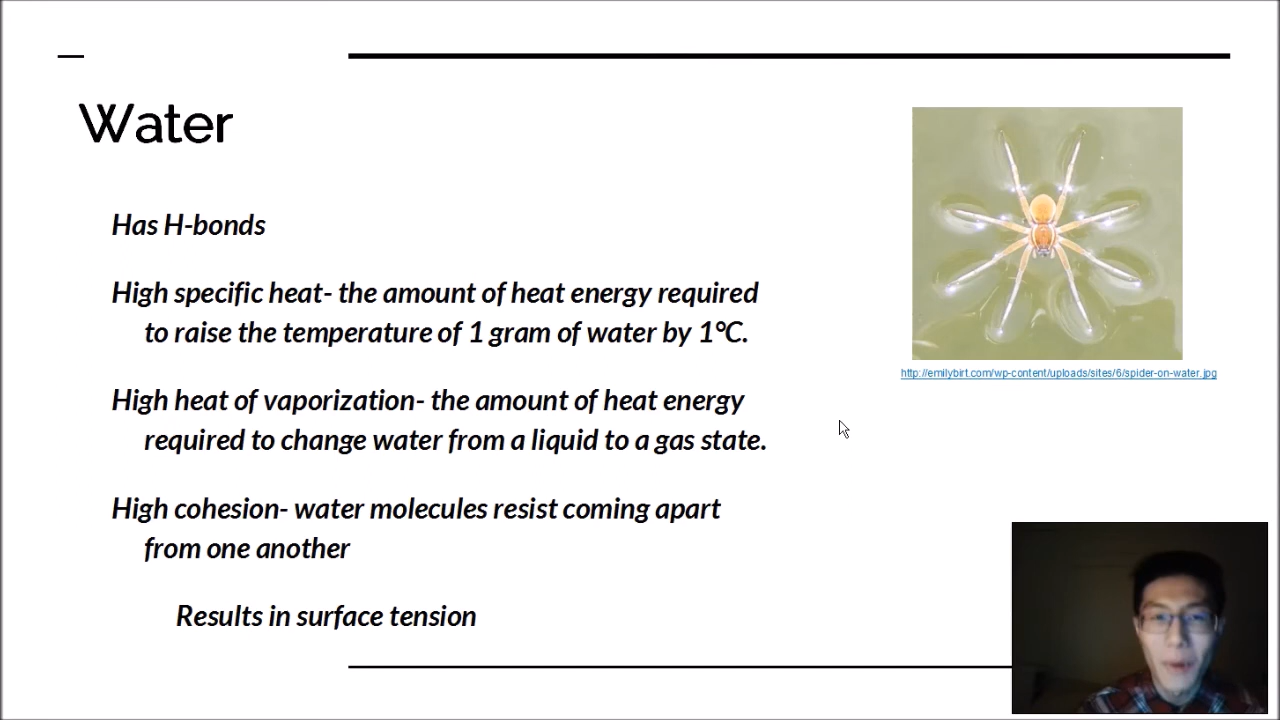 Water
Has H-bonds
High specific heat- the amount of heat energy required
to raise the temperature of 1 gram of water by 1°C.
High heat of vaporization- the amount of heat energy
required to change water from a liquid to a gas state.
High cohesion- water molecules resist coming apart
from one another
Results in surface tension
http://emilybirt.com/wp-content/uploads/sites/6/spider-on-water.jpg